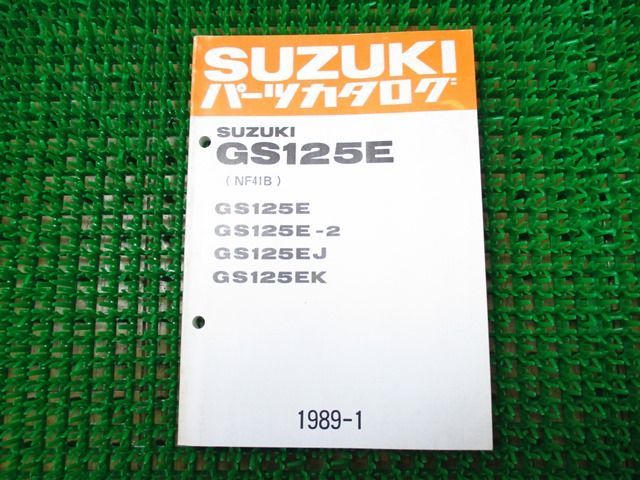 SUZUKI
パーツカタログ
SUZUKI
GS125E
(NF41B)
GS125E
GS125E-2
GS125EJ
GS125EK
1989-1